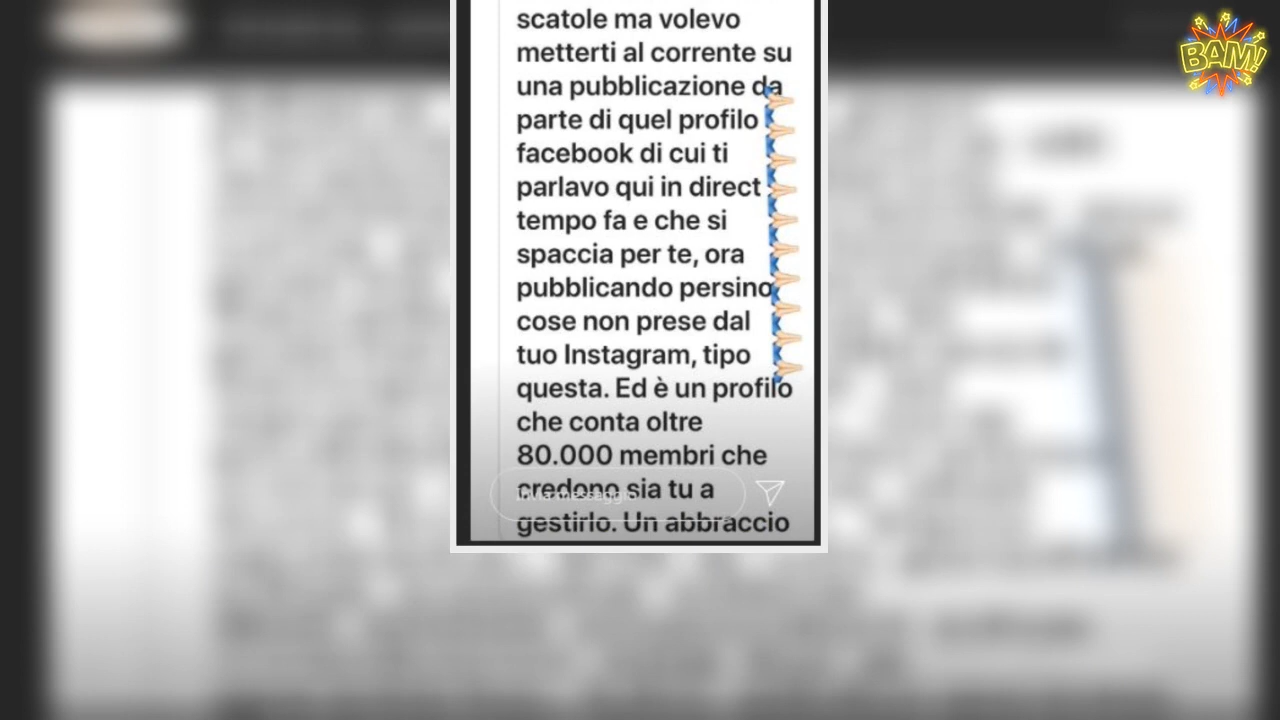 BAM!
scatole ma volevo
metterti al corrente su
una pubblicazione da
parte di quel profilo
facebook di cui ti
parlavo qui in direct
tempo fa e che si
spaccia per te, ora
pubblicando persino
cose non prese dal
tuo Instagram, tipo
questa. Ed è un profilo
che conta oltre
80.000 membri che
credono sia tu a
Invia messaggio
gestirlo. Un abbraccio